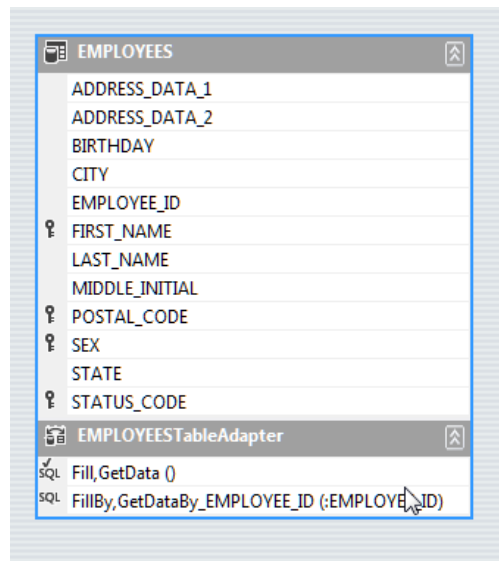 EMPLOYEES
ADDRESS_DATA_1
ADDRESS_DATA_2
BIRTHDAY
CITY
EMPLOYEE_ID
FIRST_NAME
LAST_NAME
MIDDLE_INITIAL
POSTAL_CODE
SEX
STATE
STATUS_CODE
EMPLOYEESTableAdapter
SQL Fill,GetData ()
SQL FillBy,GetDataBy_EMPLOYEE_ID (:EMPLOYEE_ID)